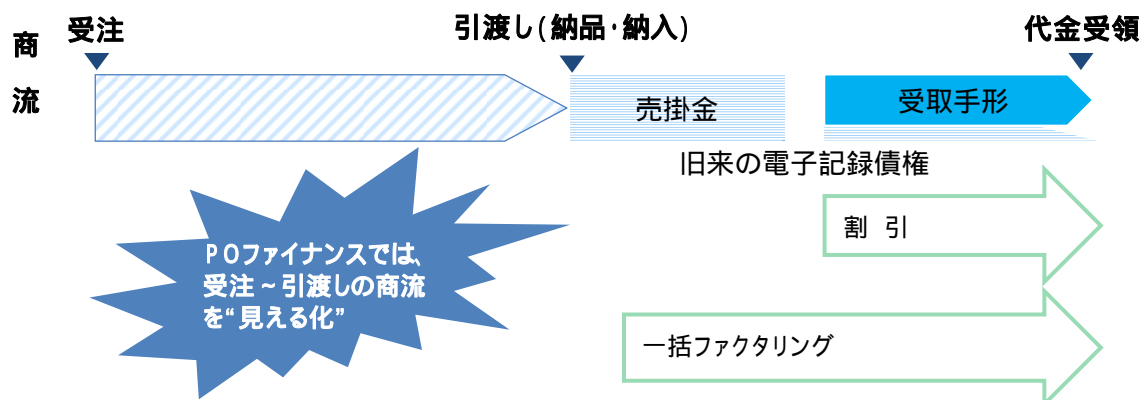 商流
受注
引渡し(納品・納入)
代金受領
売掛金
受取手形
旧来の電子記録債権
割 引
POファイナンスでは、
受注～引渡しの商流
を“見える化”
一括ファクタリング